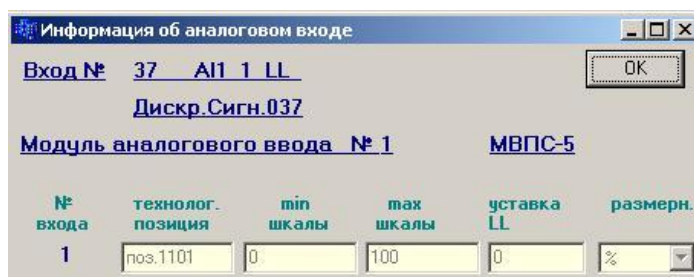 Информация об аналоговом входе
Вход № 37 AI1 1 LL OK
Дискр.Сигн.037
Модуль аналогового ввода № 1 МВПС-5
№ входа технолог. позиция min шкалы max шкалы уставка LL размерн.
1 поз.1101 0 100 0 %